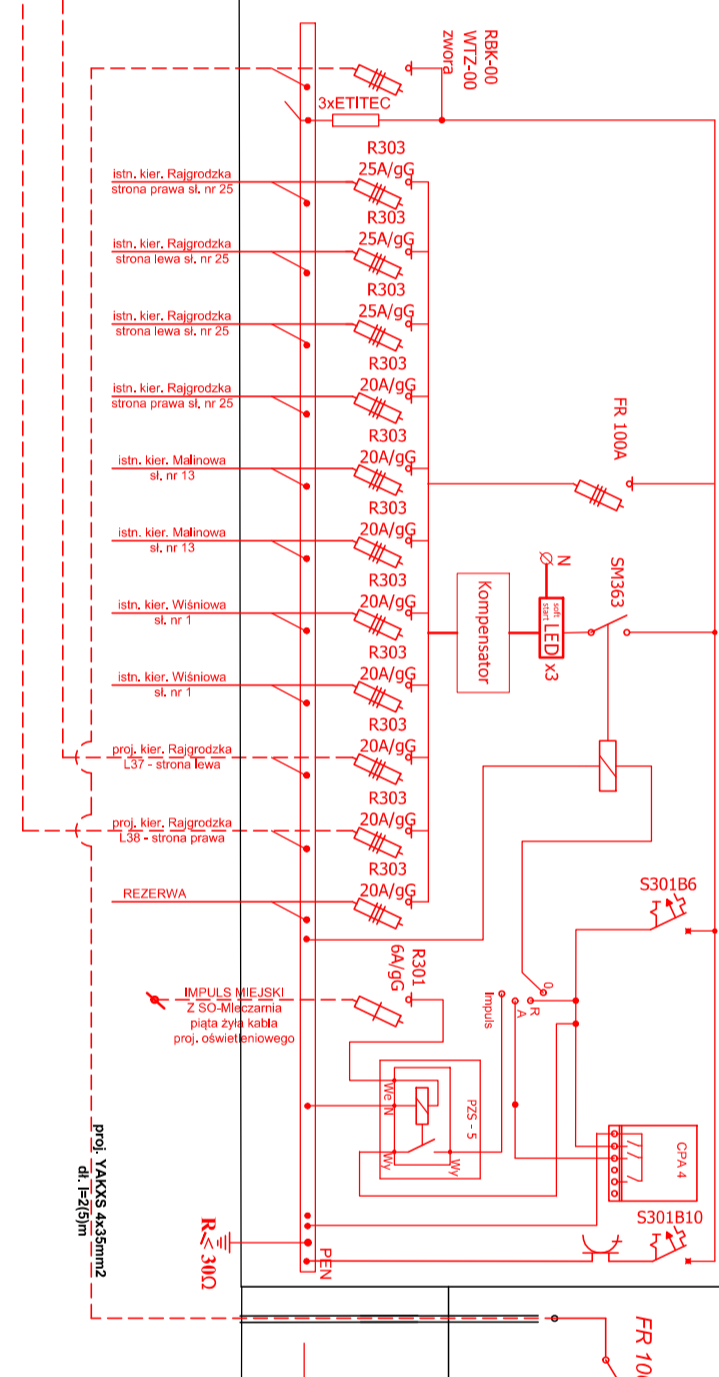 RBK-00
WTZ-00
zwora
3xETITEC
R303
25A/gG
istn. kier. Rajgrodzka
strona prawa sł. nr 25
R303
25A/gG
istn. kier. Rajgrodzka
strona lewa sł. nr 25
R303
25A/gG
istn. kier. Rajgrodzka
strona lewa sł. nr 25
R303
20A/gG
istn. kier. Rajgrodzka
strona prawa sł. nr 25
R303
20A/gG
istn. kier. Malinowa
sł. nr 13
R303
20A/gG
istn. kier. Malinowa
sł. nr 13
R303
20A/gG
istn. kier. Wiśniowa
sł. nr 1
R303
20A/gG
istn. kier. Wiśniowa
sł. nr 1
R303
20A/gG
proj. kier. Rajgrodzka
L37 - strona lewa
R303
20A/gG
proj. kier. Rajgrodzka
L38 - strona prawa
R303
20A/gG
REZERWA
FR 100A
SM363
N
soft
start
LED
x3
Kompensator
S301B6
0
R
A
Impuls
R301
6A/gG
IMPULS MIEJSKI
Z SO-Mleczarnia
piąta żyła kabla
proj. oświetleniowego
PZS - 5
We
N
Wy
Wy
CPA 4
S301B10
PEN
R≤ 30Ω
proj. YAKXS 4x35mm2
dł. l=2(5)m